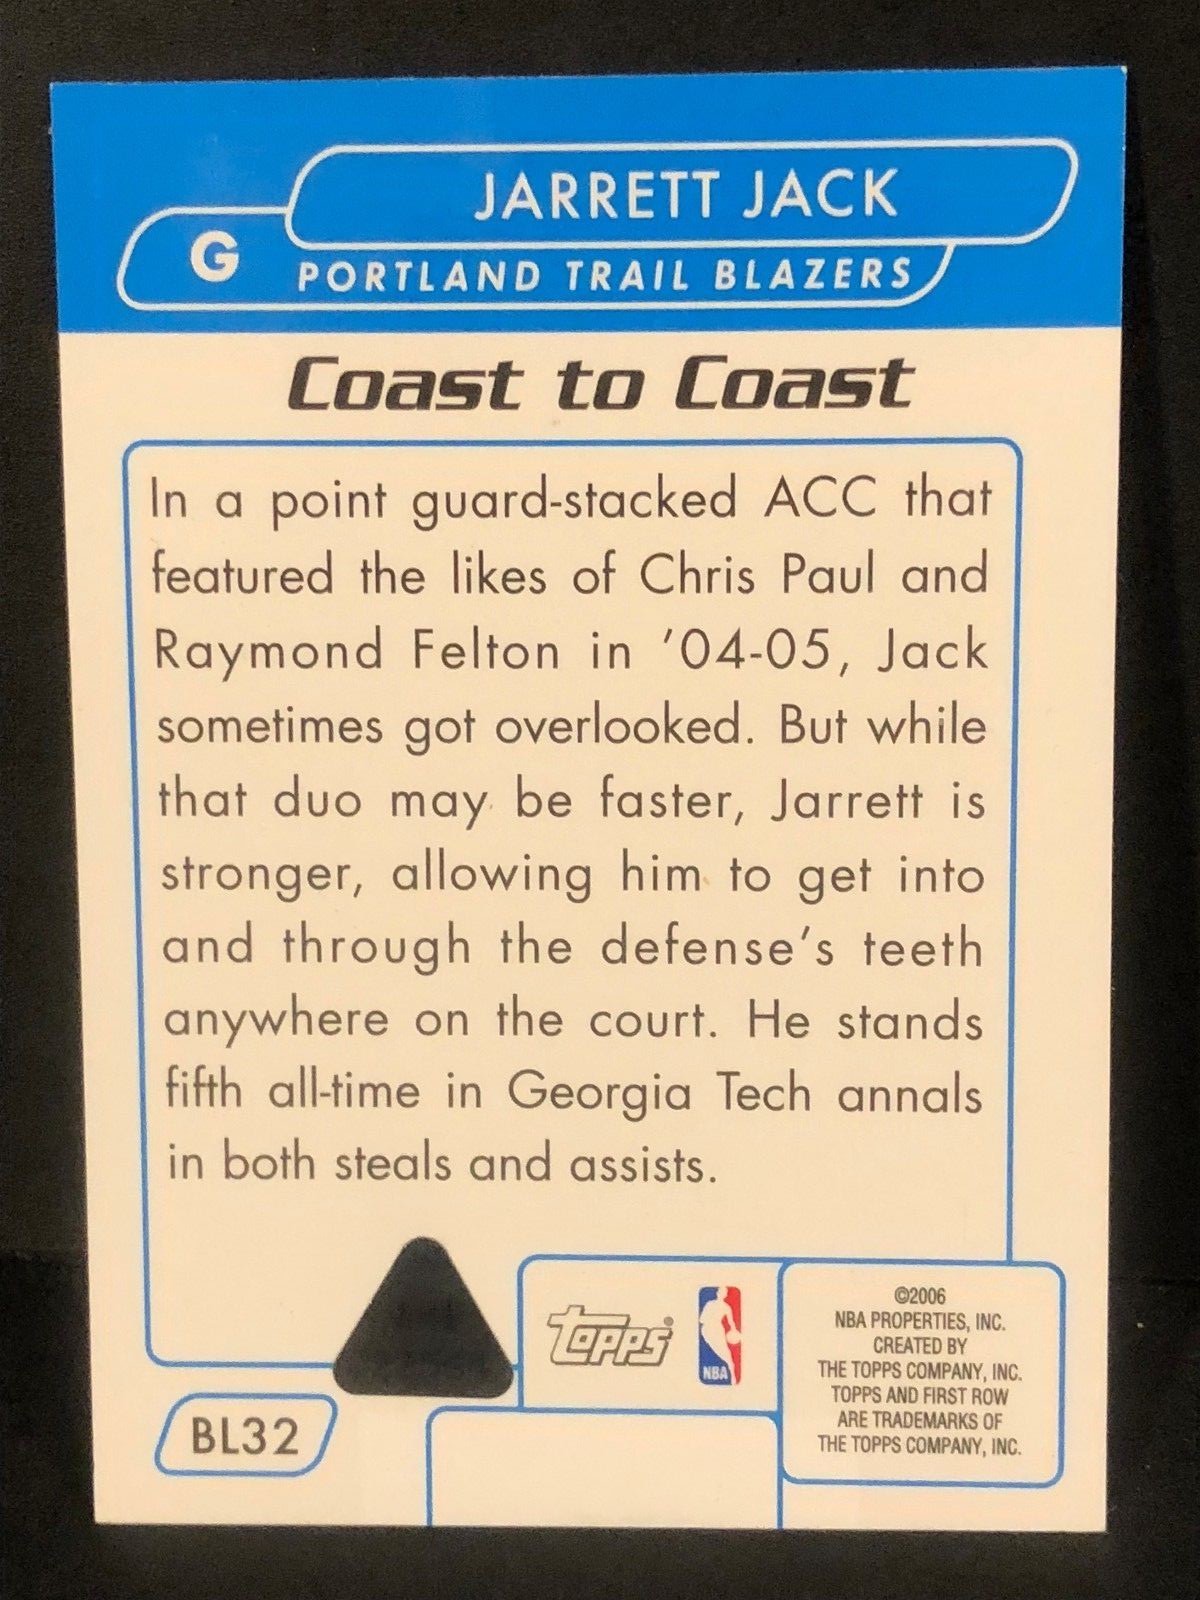 JARRETT JACK
G
PORTLAND TRAIL BLAZERS
Coast to Coast
In a point guard-stacked ACC that
featured the likes of Chris Paul and
Raymond Felton in '04-05, Jack
sometimes got overlooked. But while
that duo may be faster, Jarrett is
stronger, allowing him to get into
and through the defense's teeth
anywhere on the court. He stands
fifth all-time in Georgia Tech annals
in both steals and assists.
Topps®
NBA
©2006
NBA PROPERTIES, INC.
CREATED BY
THE TOPPS COMPANY, INC.
TOPPS AND FIRST ROW
ARE TRADEMARKS OF
THE TOPPS COMPANY, INC.
BL32